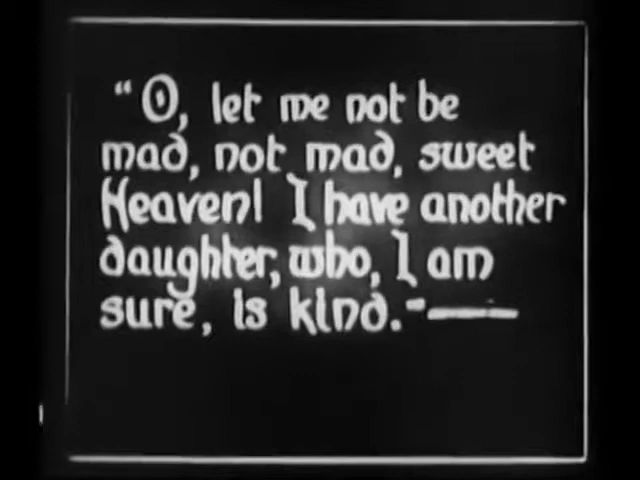 "O, let me not be
mad, not mad, sweet
Heaven! I have another
daughter, who, I am
sure, is kind."—